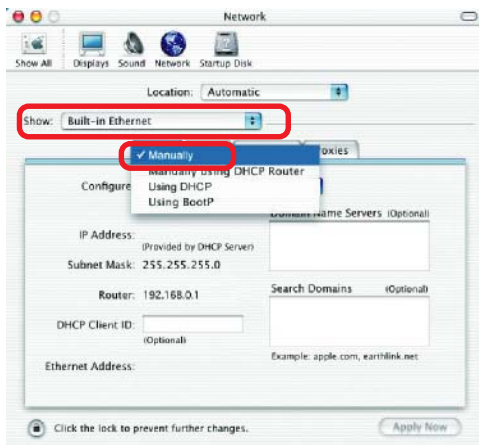 Network
Show All Displays Sound Network Startup Disk
Location: Automatic
Show: Built-in Ethernet
✓ Manually
Manually using DHCP Router
Using DHCP
Using BootP
oxies
Configure
Domain Name Servers (Optional)
IP Address:
(Provided by DHCP Server)
Subnet Mask: 255.255.255.0
Router: 192.168.0.1
Search Domains (Optional)
DHCP Client ID:
(Optional)
Example: apple.com, earthlink.net
Ethernet Address:
Click the lock to prevent further changes.
Apply Now